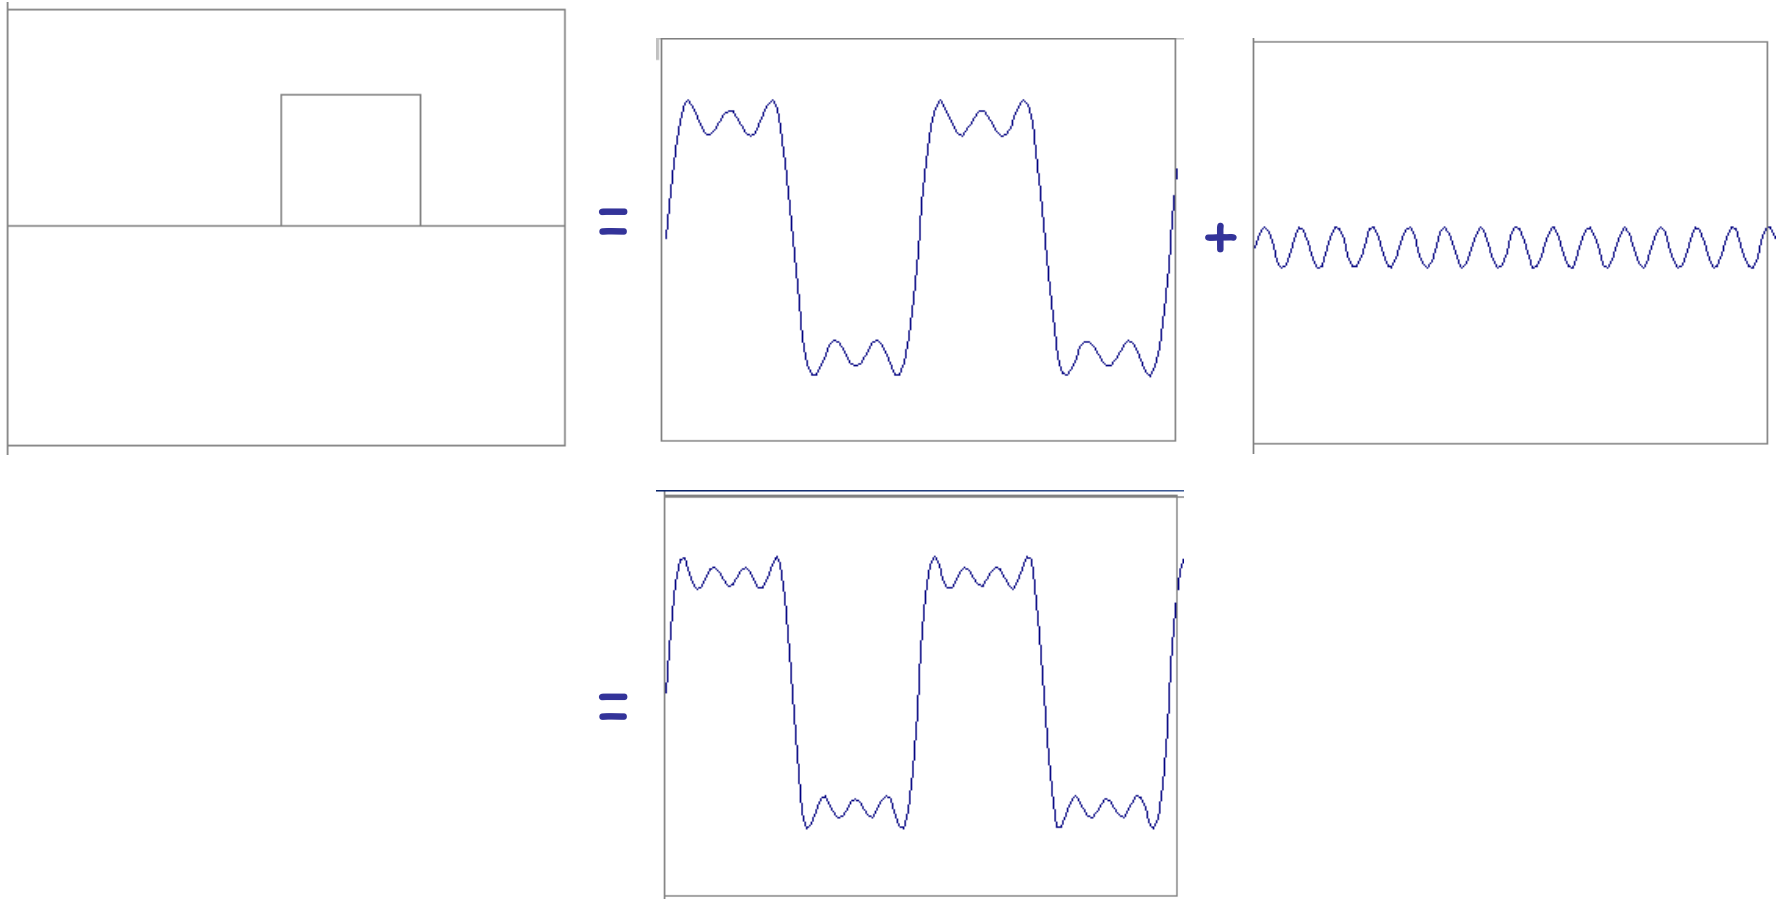 = +
=